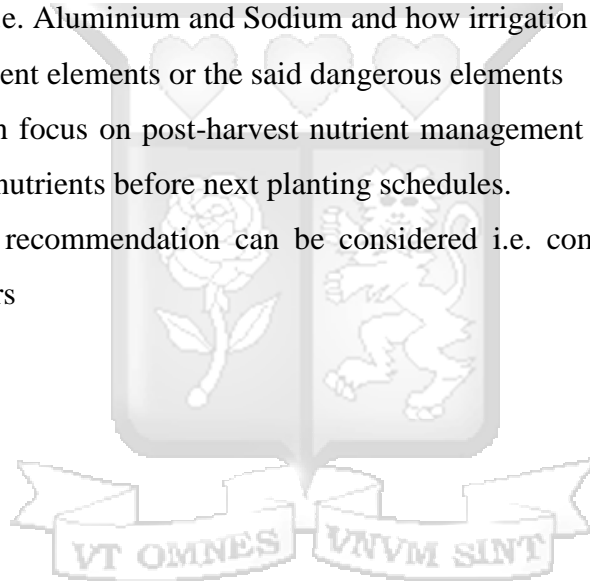 .e. Aluminium and Sodium and how irrigation
ent elements or the said dangerous elements
n focus on post-harvest nutrient management
nutrients before next planting schedules.
recommendation can be considered i.e. con
rs
VT OMNES VNVM SINT